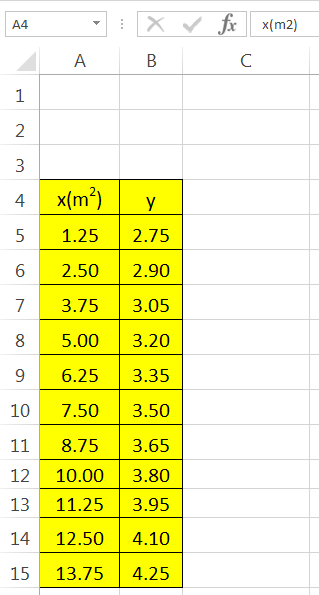 A4 fx x(m2)
A B C
1
2
3
4 x(m²) y
5 1.25 2.75
6 2.50 2.90
7 3.75 3.05
8 5.00 3.20
9 6.25 3.35
10 7.50 3.50
11 8.75 3.65
12 10.00 3.80
13 11.25 3.95
14 12.50 4.10
15 13.75 4.25